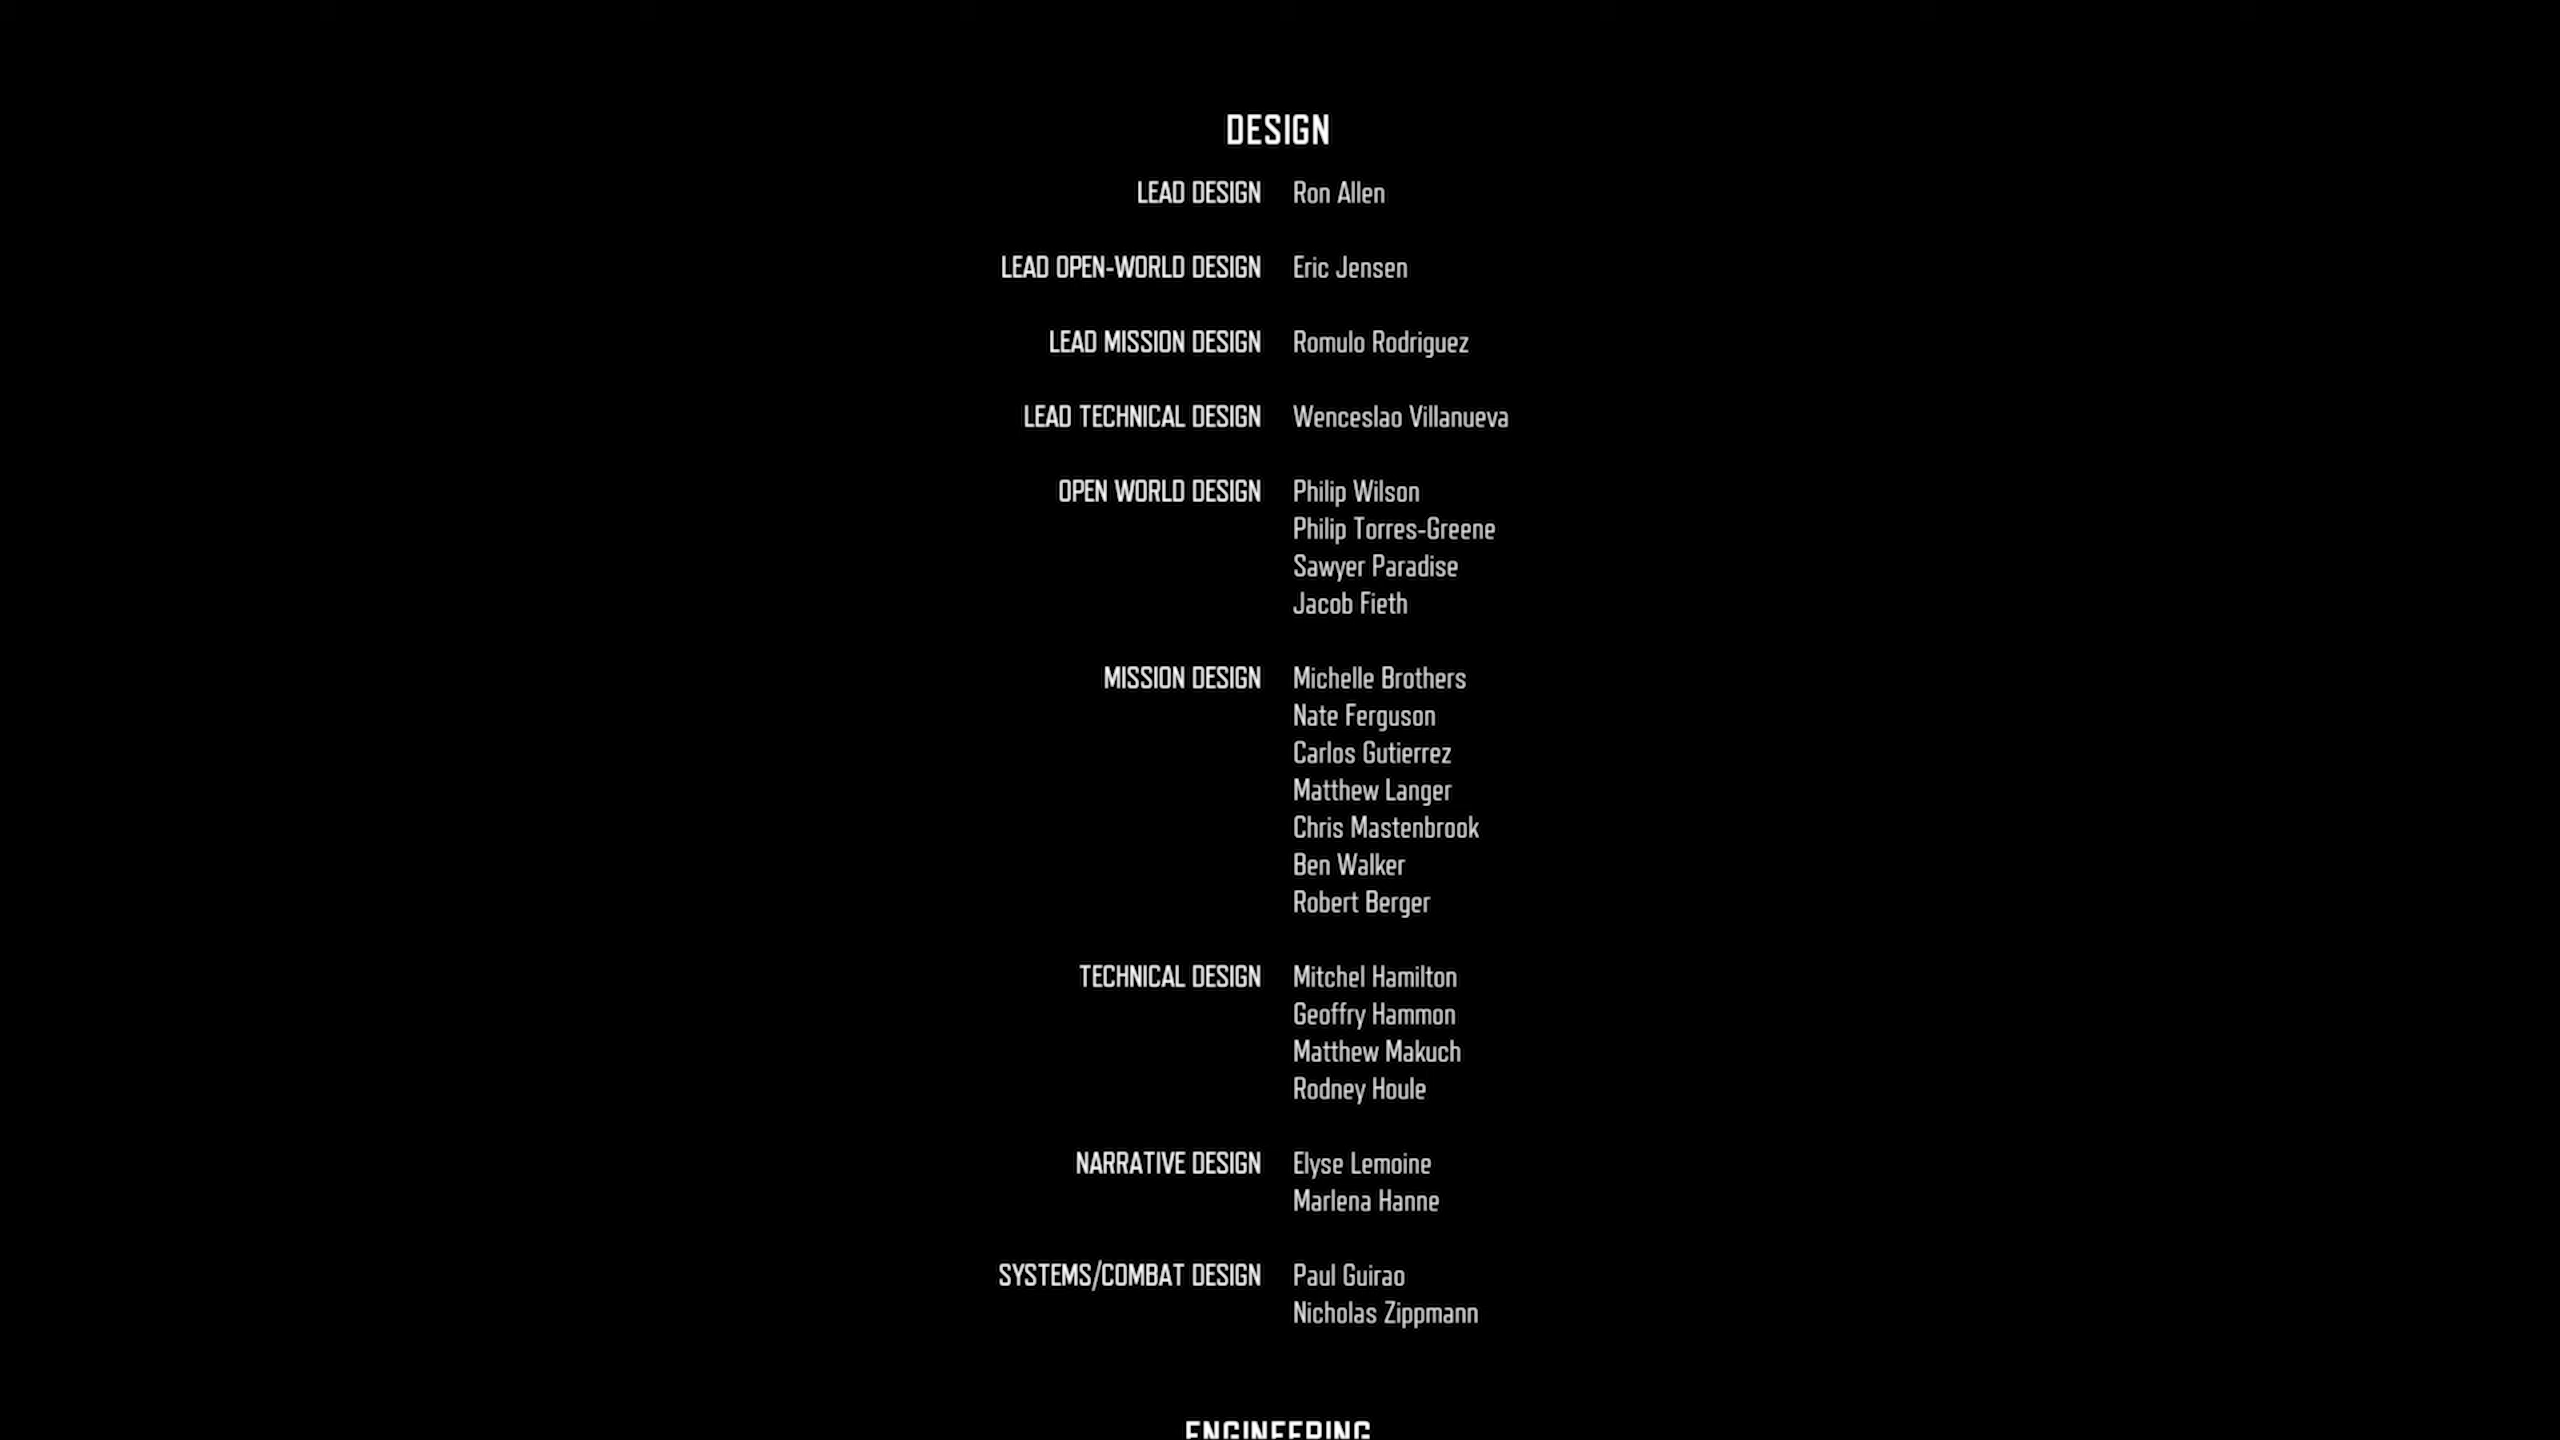 DESIGN
LEAD DESIGN Ron Allen
LEAD OPEN-WORLD DESIGN Eric Jensen
LEAD MISSION DESIGN Romulo Rodriguez
LEAD TECHNICAL DESIGN Wenceslao Villanueva
OPEN WORLD DESIGN Philip Wilson
Philip Torres-Greene
Sawyer Paradise
Jacob Fieth
MISSION DESIGN Michelle Brothers
Nate Ferguson
Carlos Gutierrez
Matthew Langer
Chris Mastenbrook
Ben Walker
Robert Berger
TECHNICAL DESIGN Mitchel Hamilton
Geoffry Hammon
Matthew Makuch
Rodney Houle
NARRATIVE DESIGN Elyse Lemoine
Marlena Hanne
SYSTEMS/COMBAT DESIGN Paul Guirao
Nicholas Zippmann
ENGINEERING